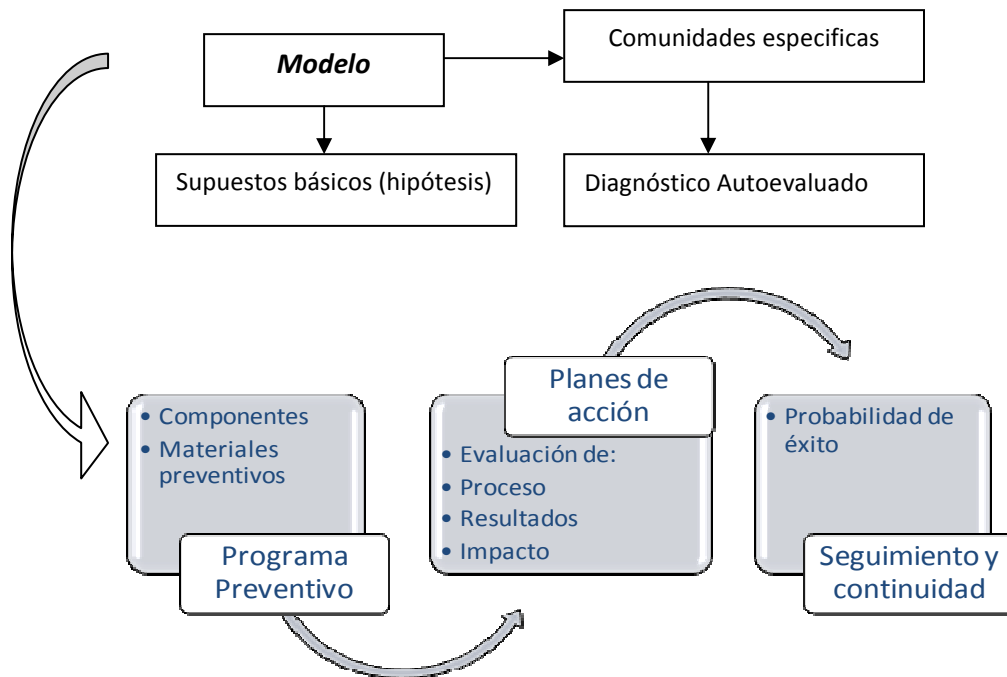 Modelo
Comunidades especificas
Supuestos básicos (hipótesis)
Diagnóstico Autoevaluado
• Componentes
• Materiales
preventivos
Programa
Preventivo
Planes de
acción
• Evaluación de:
• Proceso
• Resultados
• Impacto
• Probabilidad de
éxito
Seguimiento y
continuidad